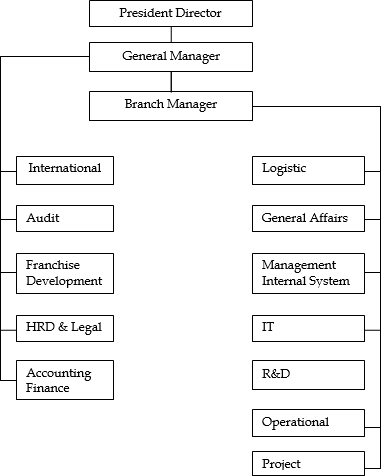 President Director
General Manager
Branch Manager
International
Audit
Franchise
Development
HRD & Legal
Accounting
Finance
Logistic
General Affairs
Management
Internal System
IT
R&D
Operational
Project